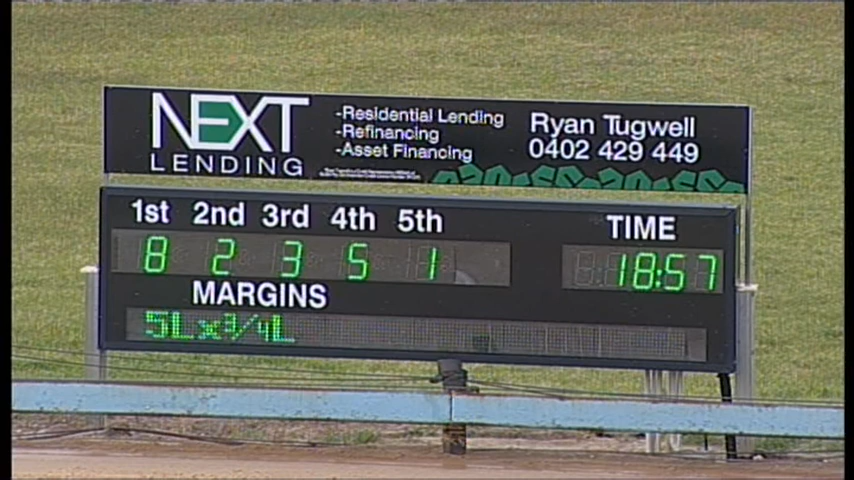 NEXT
LENDING
-Residential Lending
-Refinancing
-Asset Financing
Ryan Tugwell
0402 429 449
1st 2nd 3rd 4th 5th
8 2 3 5 1
TIME
18:57
MARGINS
5Lx3/4L